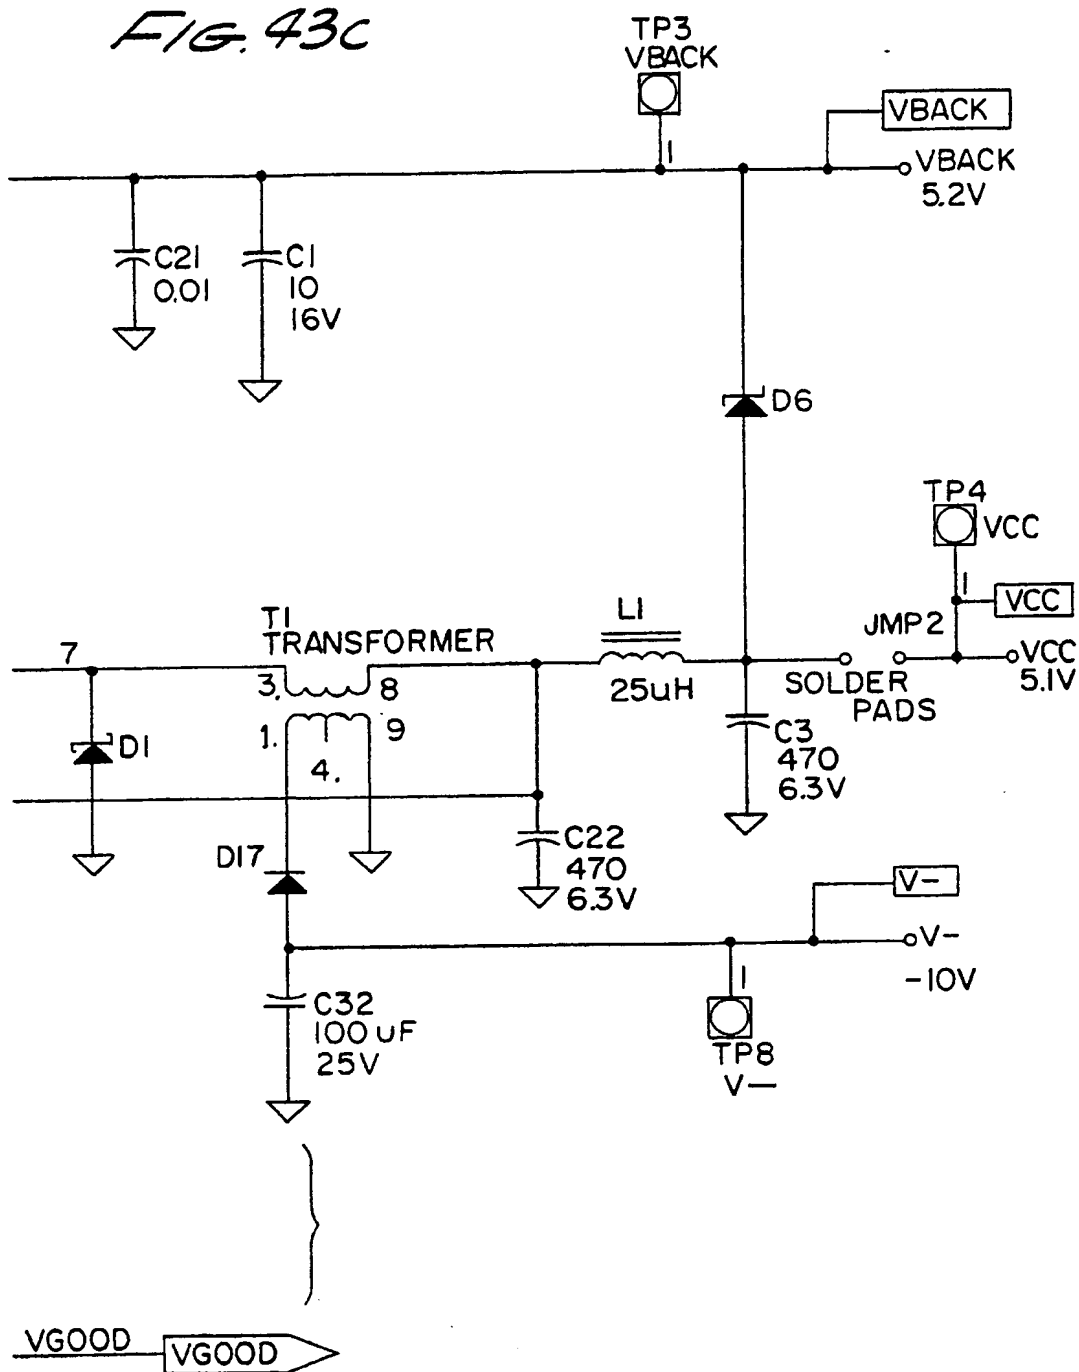 FIG. 43C
TP3
VBACK
1
VBACK
VBACK
5.2V
C21
0.01
C1
10
16V
D6
TP4
VCC
1
VCC
JMP2
VCC
5.1V
SOLDER
PADS
L1
25uH
T1
TRANSFORMER
7
3.
8
1.
9
4.
D1
C3
470
6.3V
C22
470
6.3V
D17
V-
V-
-10V
1
TP8
V-
C32
100uF
25V
VGOOD
VGOOD